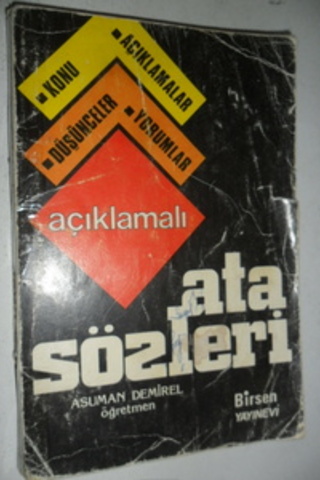 KONU
AÇIKLAMALAR
DÜŞÜNCELER
YORUMLAR
açıklamalı
ata
sözleri
ASUMAN DEMİREL
öğretmen
Birsen
YAYINEVİ